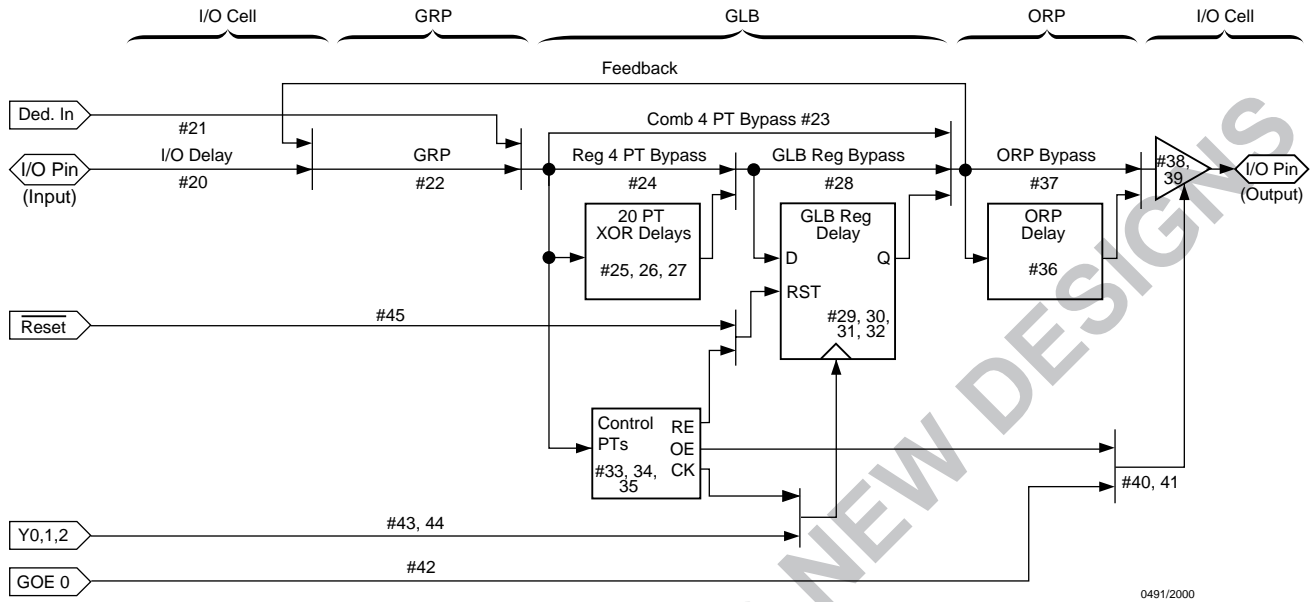 I/O Cell GRP GLB ORP I/O Cell
Feedback
Ded. In
#21
Comb 4 PT Bypass #23
I/O Pin
(Input)
I/O Delay
#20
GRP
#22
Reg 4 PT Bypass
#24
GLB Reg Bypass
#28
ORP Bypass
#37
#38,
39
I/O Pin
(Output)
20 PT
XOR Delays
#25, 26, 27
GLB Reg
Delay
D
Q
RST
#29, 30,
31, 32
ORP
Delay
#36
Reset
#45
Control
PTs
RE
OE
CK
#33, 34,
35
#40, 41
Y0,1,2
#43, 44
GOE 0
#42
0491/2000
NEW DESIGNS